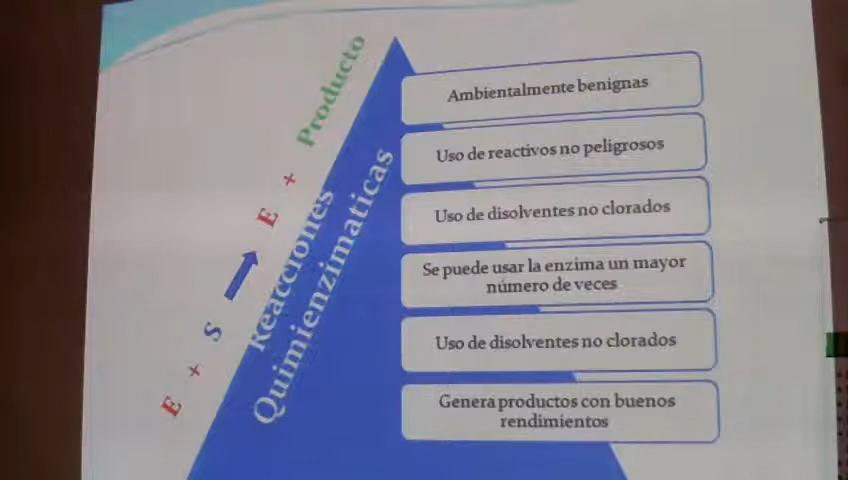 E + S → E + Producto
Reacciones
Quimienzimaticas
Ambientalmente benignas
Uso de reactivos no peligrosos
Uso de disolventes no clorados
Se puede usar la enzima un mayor
número de veces
Uso de disolventes no clorados
Genera productos con buenos
rendimientos